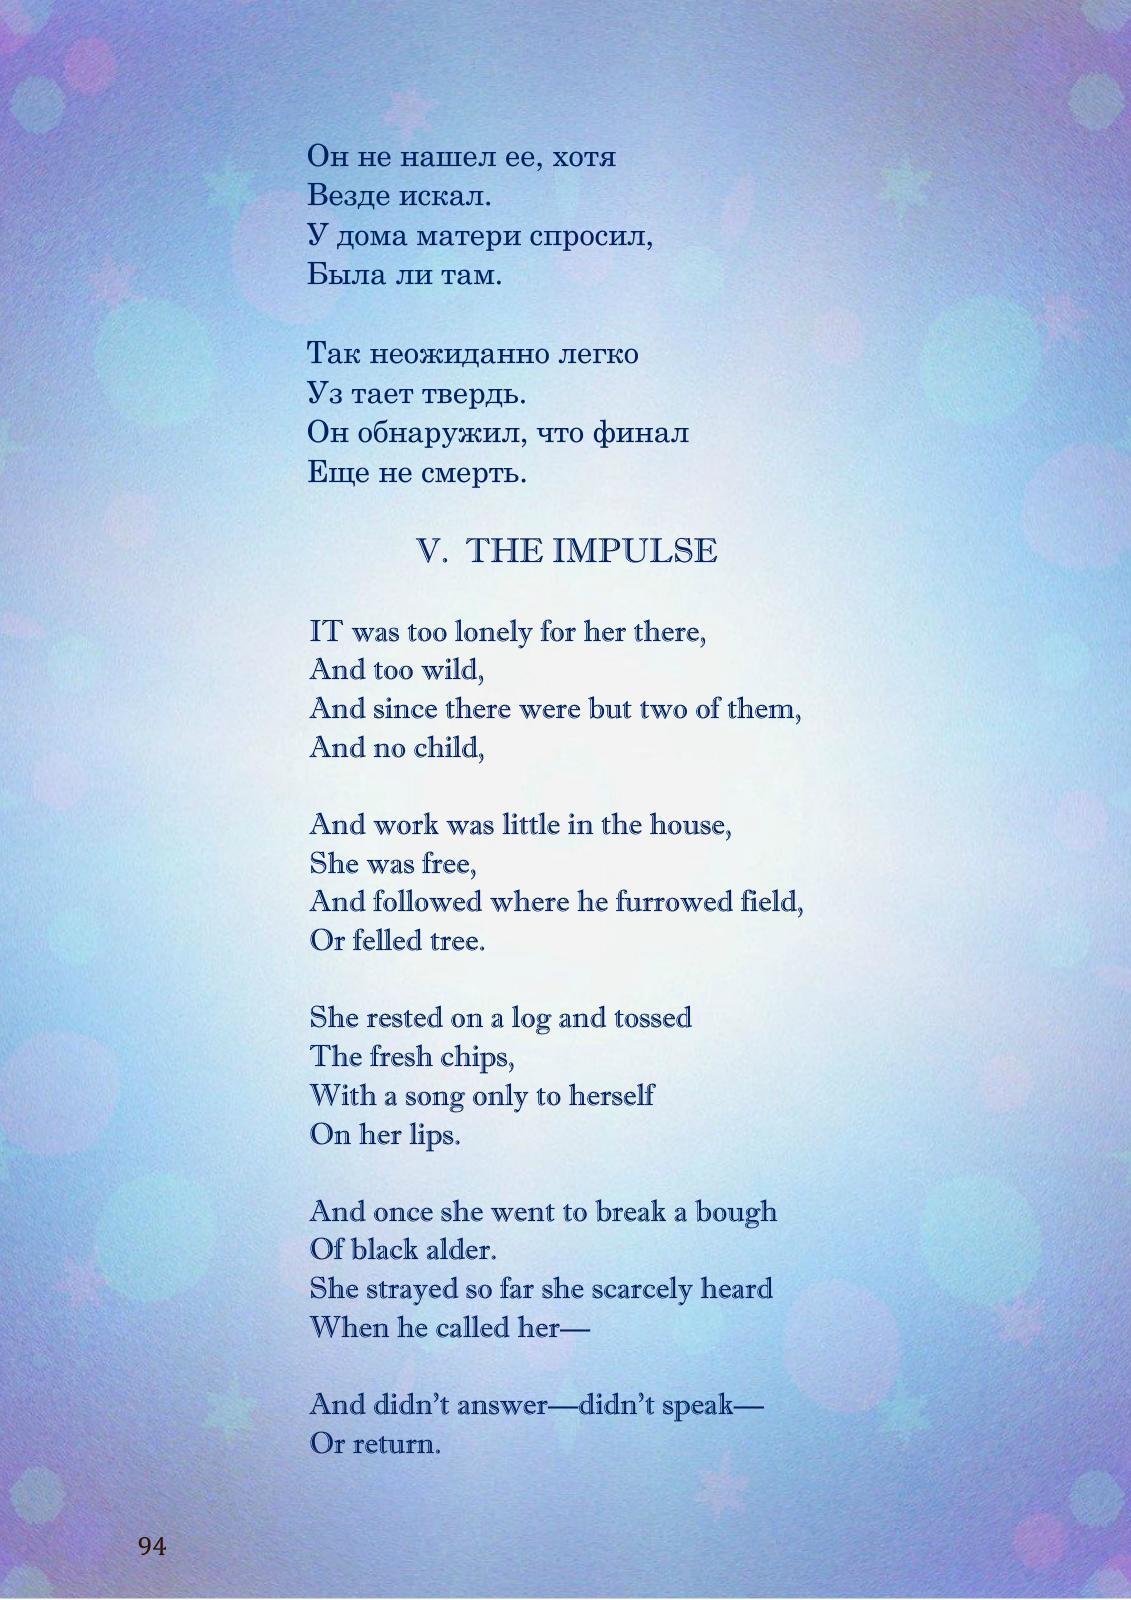 Он не нашел ее, хотя
Везде искал.
У дома матери спросил,
Была ли там.
Так неожиданно легко
Уз тает твердь.
Он обнаружил, что финал
Еще не смерть.
V. THE IMPULSE
IT was too lonely for her there,
And too wild,
And since there were but two of them,
And no child,
And work was little in the house,
She was free,
And followed where he furrowed field,
Or felled tree.
She rested on a log and tossed
The fresh chips,
With a song only to herself
On her lips.
And once she went to break a bough
Of black alder.
She strayed so far she scarcely heard
When he called her—
And didn’t answer—didn’t speak—
Or return.
94